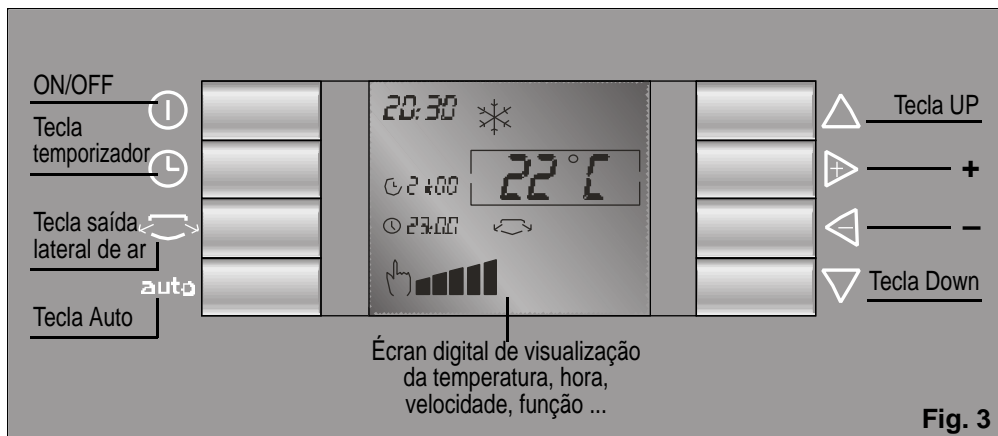 ON/OFF
Tecla
temporizador
Tecla saída
lateral de ar
auto
Tecla Auto
20:30
22°C
21:00
23:00
Tecla UP
+
−
Tecla Down
Écran digital de visualização
da temperatura, hora,
velocidade, função ...
Fig. 3